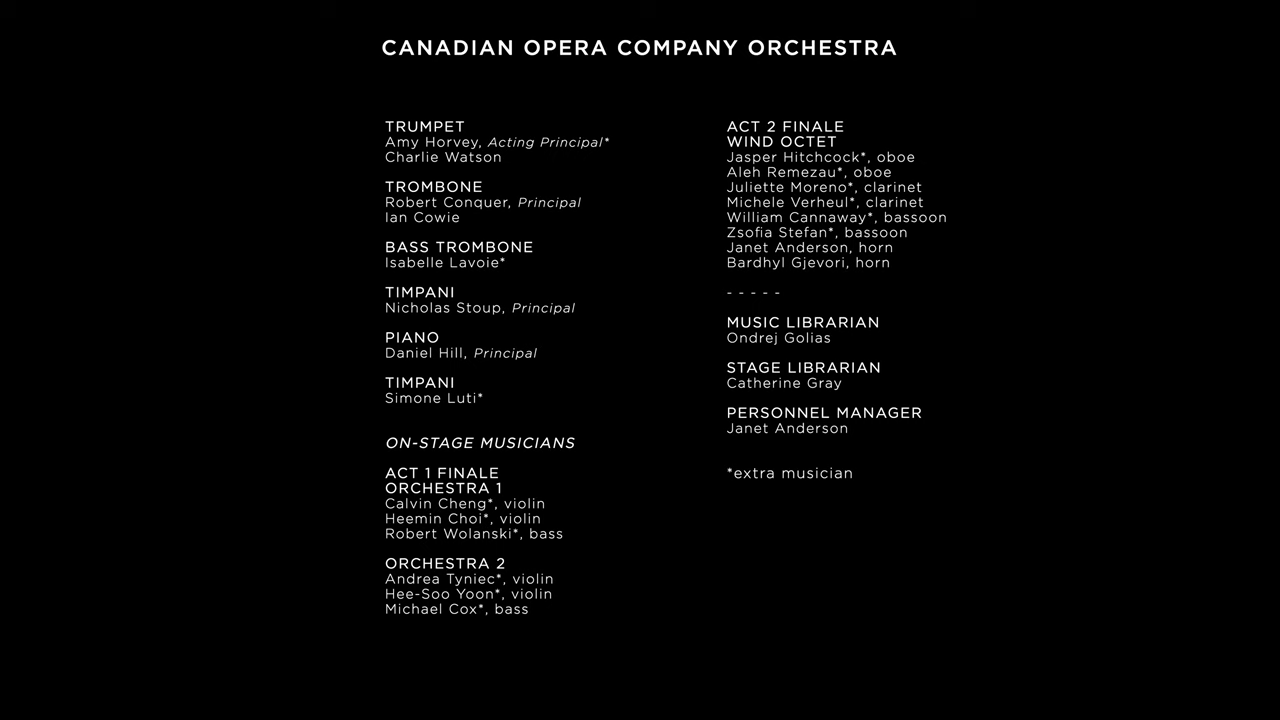 CANADIAN OPERA COMPANY ORCHESTRA
TRUMPET
Amy Horvey, Acting Principal*
Charlie Watson
TROMBONE
Robert Conquer, Principal
Ian Cowie
BASS TROMBONE
Isabelle Lavoie*
TIMPANI
Nicholas Stoup, Principal
PIANO
Daniel Hill, Principal
TIMPANI
Simone Luti*
ON-STAGE MUSICIANS
ACT 1 FINALE
ORCHESTRA 1
Calvin Cheng*, violin
Heemin Choi*, violin
Robert Wolanski*, bass
ORCHESTRA 2
Andrea Tyniec*, violin
Hee-Soo Yoon*, violin
Michael Cox*, bass
ACT 2 FINALE
WIND OCTET
Jasper Hitchcock*, oboe
Aleh Remezau*, oboe
Juliette Moreno*, clarinet
Michele Verheul*, clarinet
William Cannaway*, bassoon
Zsofia Stefan*, bassoon
Janet Anderson, horn
Bardhyl Gjevori, horn
- - - - -
MUSIC LIBRARIAN
Ondrej Golias
STAGE LIBRARIAN
Catherine Gray
PERSONNEL MANAGER
Janet Anderson
*extra musician